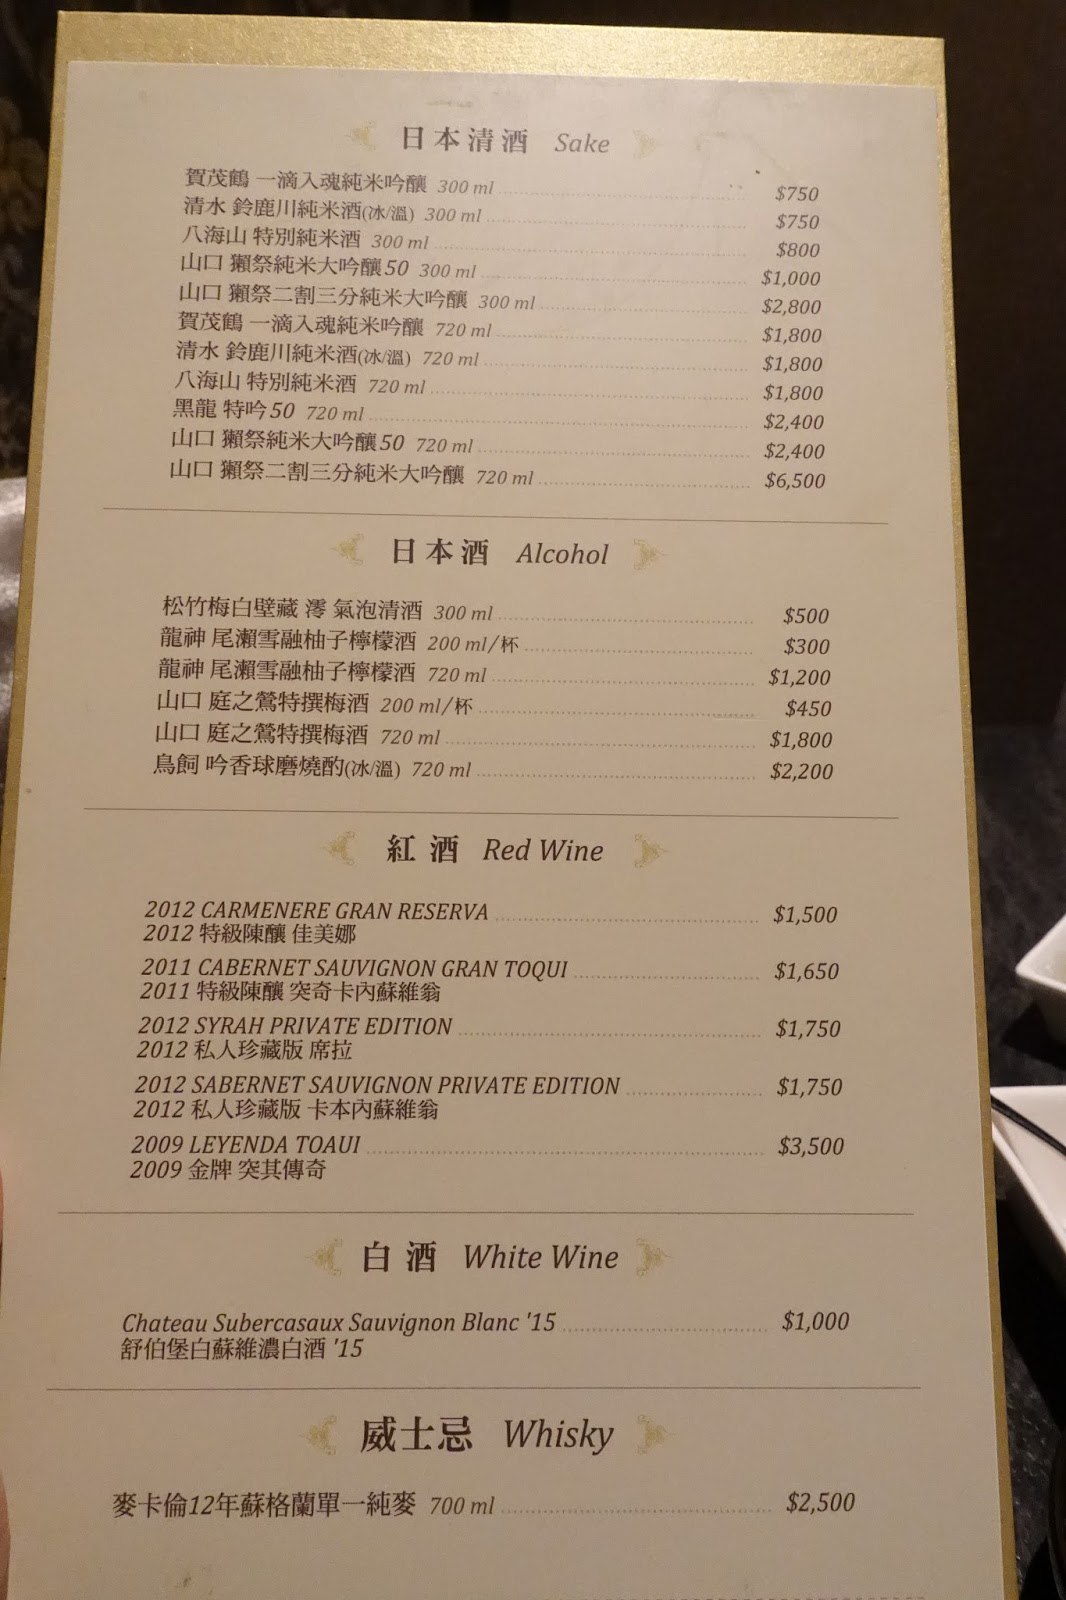 日本清酒 Sake
賀茂鶴 一滴入魂純米吟釀 300 ml $750
清水 鈴鹿川純米酒(冰/溫) 300 ml $750
八海山 特別純米酒 300 ml $800
山口 獺祭純米大吟釀50 300 ml $1,000
山口 獺祭二割三分純米大吟釀 300 ml $2,800
賀茂鶴 一滴入魂純米吟釀 720 ml $1,800
清水 鈴鹿川純米酒(冰/溫) 720 ml $1,800
八海山 特別純米酒 720 ml $1,800
黑龍 特吟50 720 ml $2,400
山口 獺祭純米大吟釀50 720 ml $2,400
山口 獺祭二割三分純米大吟釀 720 ml $6,500
日本酒 Alcohol
松竹梅白壁藏 澪 氣泡清酒 300 ml $500
龍神 尾瀨雪融柚子檸檬酒 200 ml/杯 $300
龍神 尾瀨雪融柚子檸檬酒 720 ml $1,200
山口 庭之鶯特撰梅酒 200 ml/杯 $450
山口 庭之鶯特撰梅酒 720 ml $1,800
鳥飼 吟香球磨燒酌(冰/溫) 720 ml $2,200
紅酒 Red Wine
2012 CARMENERE GRAN RESERVA $1,500
2012 特級陳釀 佳美娜
2011 CABERNET SAUVIGNON GRAN TOQUI $1,650
2011 特級陳釀 突奇卡內蘇維翁
2012 SYRAH PRIVATE EDITION $1,750
2012 私人珍藏版 席拉
2012 SABERNET SAUVIGNON PRIVATE EDITION $1,750
2012 私人珍藏版 卡本內蘇維翁
2009 LEYENDA TOAUI $3,500
2009 金牌 突其傳奇
白酒 White Wine
Chateau Subercasaux Sauvignon Blanc '15 $1,000
舒伯堡白蘇維濃白酒 '15
威士忌 Whisky
麥卡倫12年蘇格蘭單一純麥 700 ml $2,500